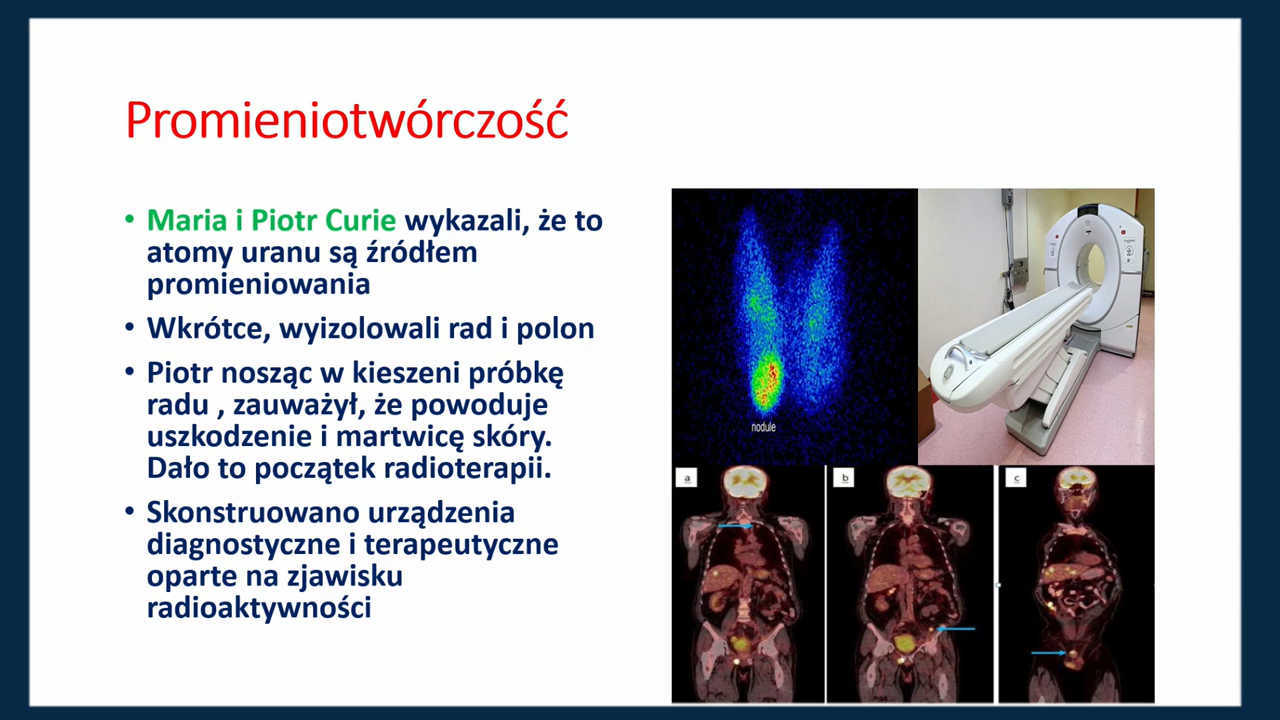 Promieniotwórczość
• Maria i Piotr Curie wykazali, że to
atomy uranu są źródłem
promieniowania
• Wkrótce, wyizolowali rad i polon
• Piotr nosząc w kieszeni próbkę
radu , zauważył, że powoduje
uszkodzenie i martwicę skóry.
Dało to początek radioterapii.
• Skonstruowano urządzenia
diagnostyczne i terapeutyczne
oparte na zjawisku
radioaktywności
nodule
a
b
c